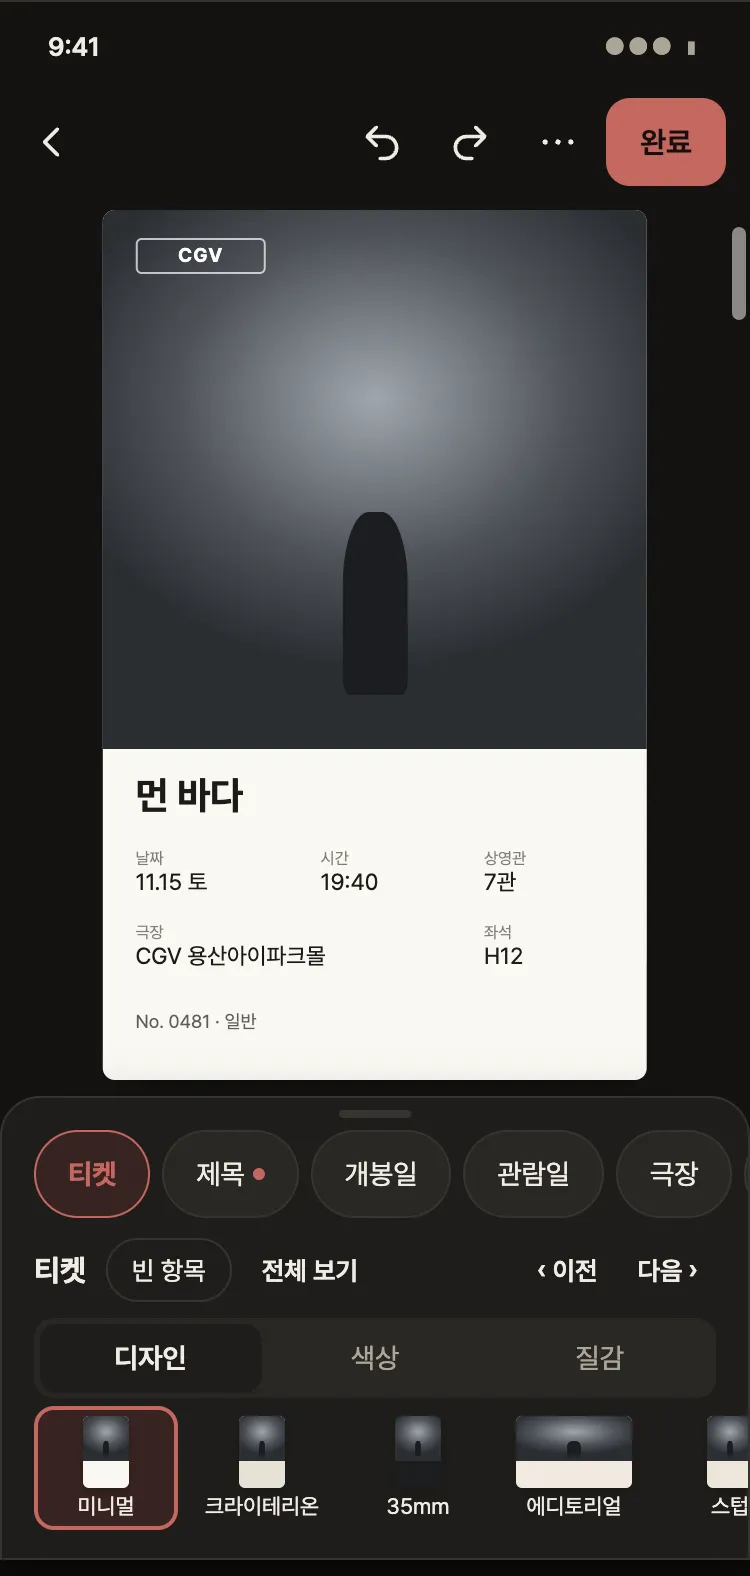 9:41
완료
CGV
먼 바다
날짜 시간 상영관
11.15 토 19:40 7관
극장 좌석
CGV 용산아이파크몰 H12
No. 0481 · 일반
티켓 제목 개봉일 관람일 극장
티켓 빈 항목 전체 보기 ‹ 이전 다음 ›
디자인 색상 질감
미니멀 크라이테리온 35mm 에디토리얼 스텁